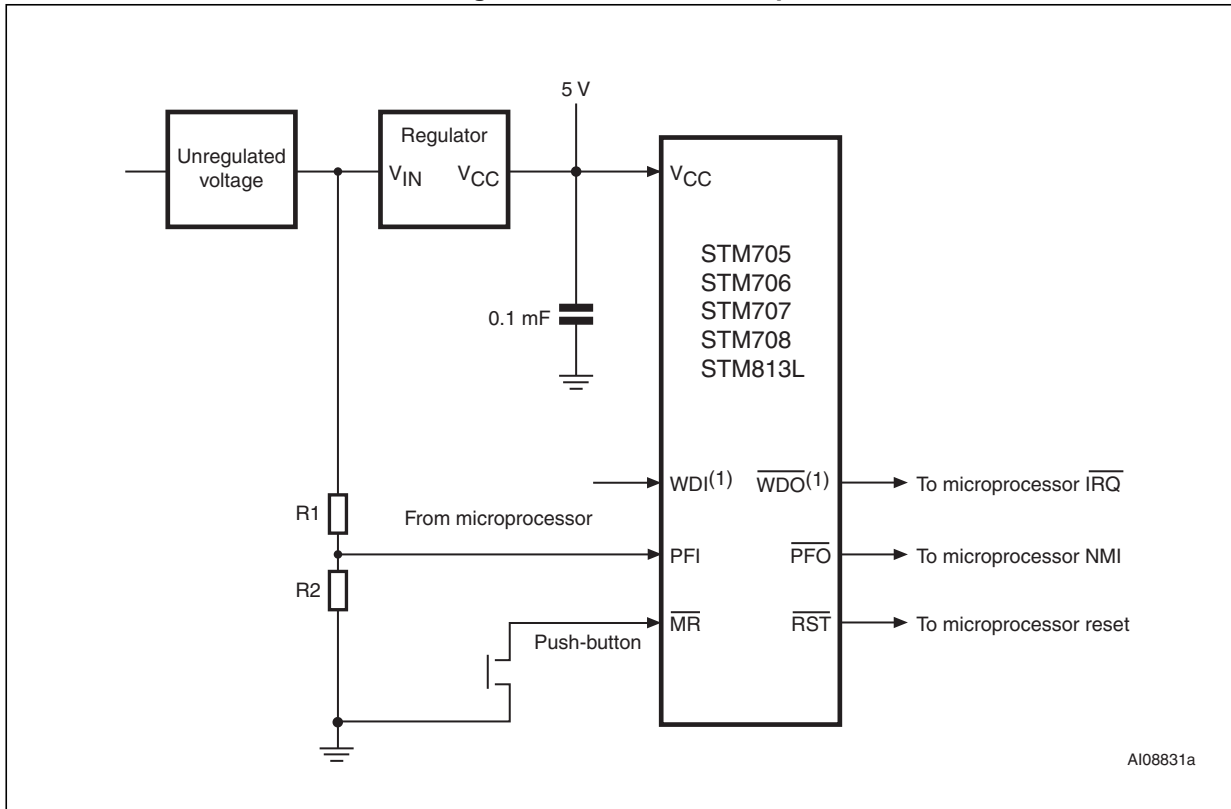 5 V
Unregulated
voltage
Regulator
VIN VCC
VCC
STM705
STM706
STM707
STM708
STM813L
0.1 mF
WDI(1) WDO(1) To microprocessor IRQ
R1 From microprocessor
PFI PFO To microprocessor NMI
R2
MR RST To microprocessor reset
Push-button
AI08831a